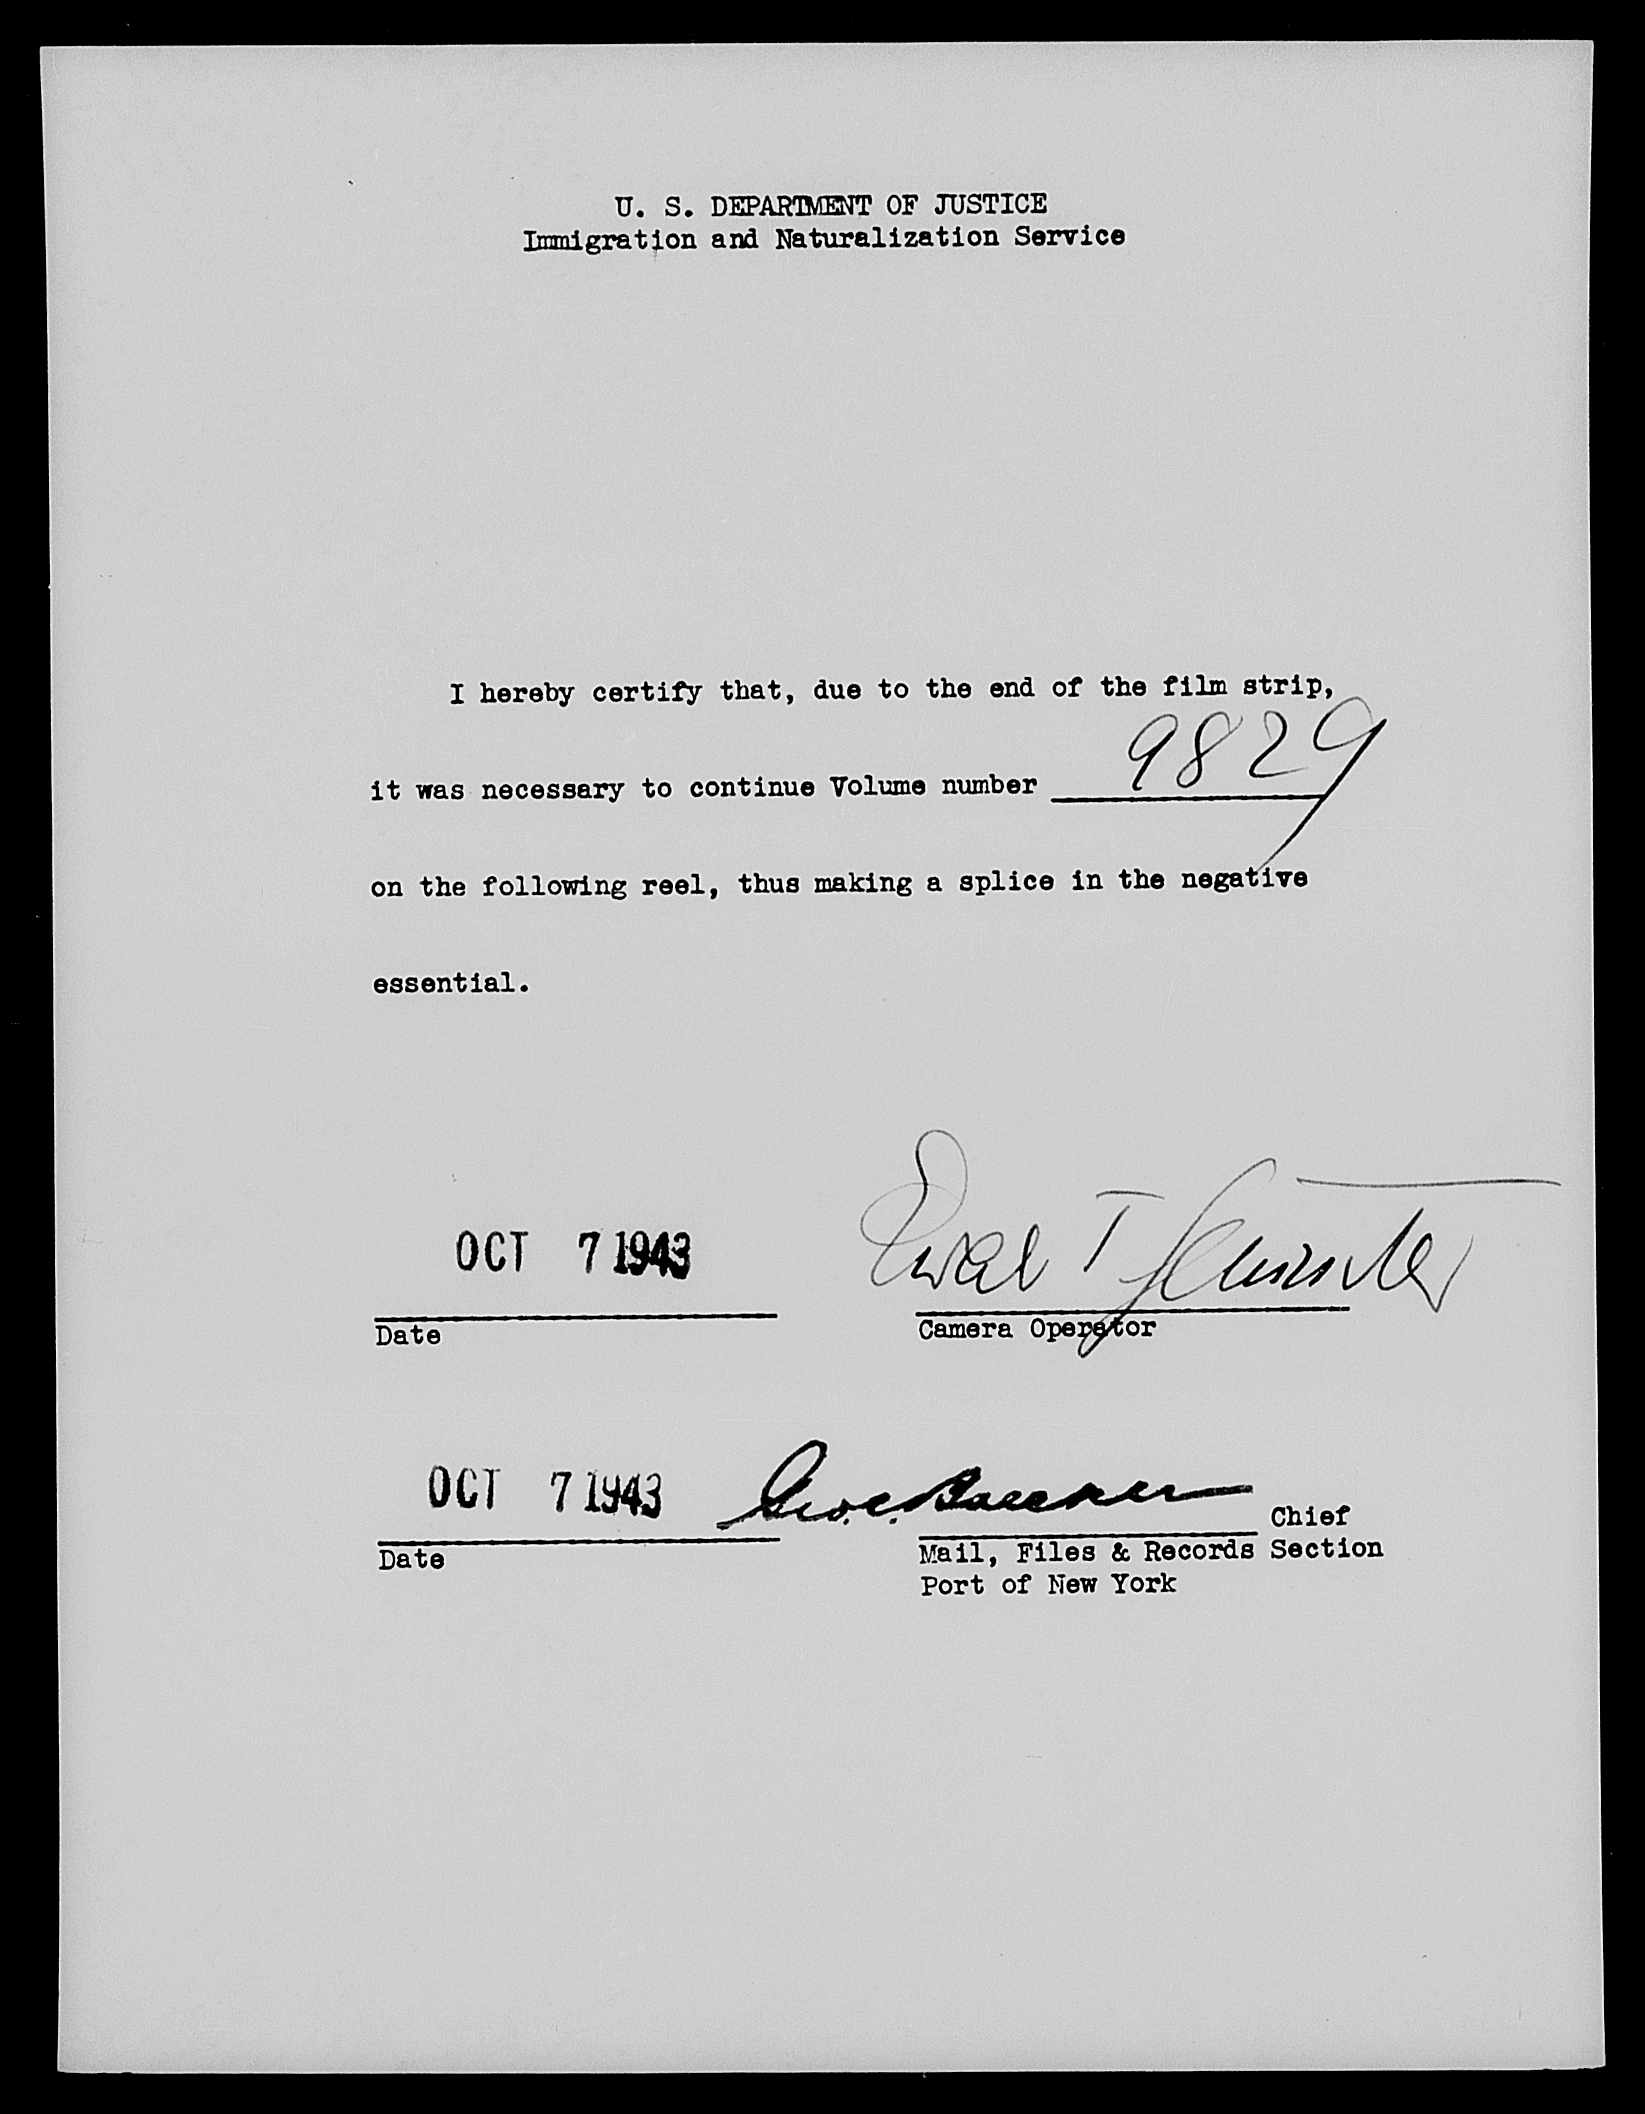 U. S. DEPARTMENT OF JUSTICE
Immigration and Naturalization Service
I hereby certify that, due to the end of the film strip,
it was necessary to continue Volume number 9829
on the following reel, thus making a splice in the negative
essential.
OCT 7 1943
Date
Camera Operator
OCT 7 1943
Geo. C.
Chief
Date
Mail, Files & Records Section
Port of New York